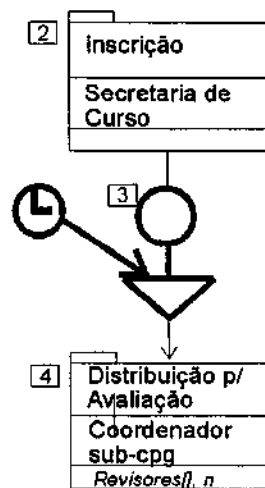 2
Inscrição
Secretaria de
Curso
3
4
Distribuição p/
Avaliação
Coordenador
sub-cpg
Revisores[], n